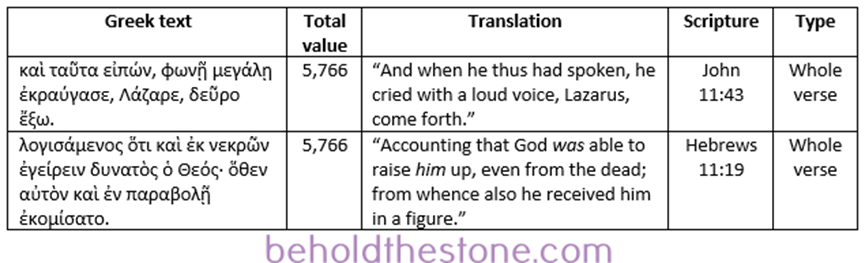 Greek text Total value Translation Scripture Type
καὶ ταῦτα εἰπών, φωνῇ μεγάλῃ 5,766 “And when he thus had spoken, he John Whole
ἐκραύγασε, Λάζαρε, δεῦρο cried with a loud voice, Lazarus, 11:43 verse
ἔξω. come forth.”
λογισάμενος ὅτι καὶ ἐκ νεκρῶν 5,766 “Accounting that God was able to Hebrews Whole
ἐγείρειν δυνατὸς ὁ Θεός· ὅθεν raise him up, even from the dead; 11:19 verse
αὐτὸν καὶ ἐν παραβολῇ from whence also he received him
ἐκομίσατο. in a figure.”
beholdthestone.com